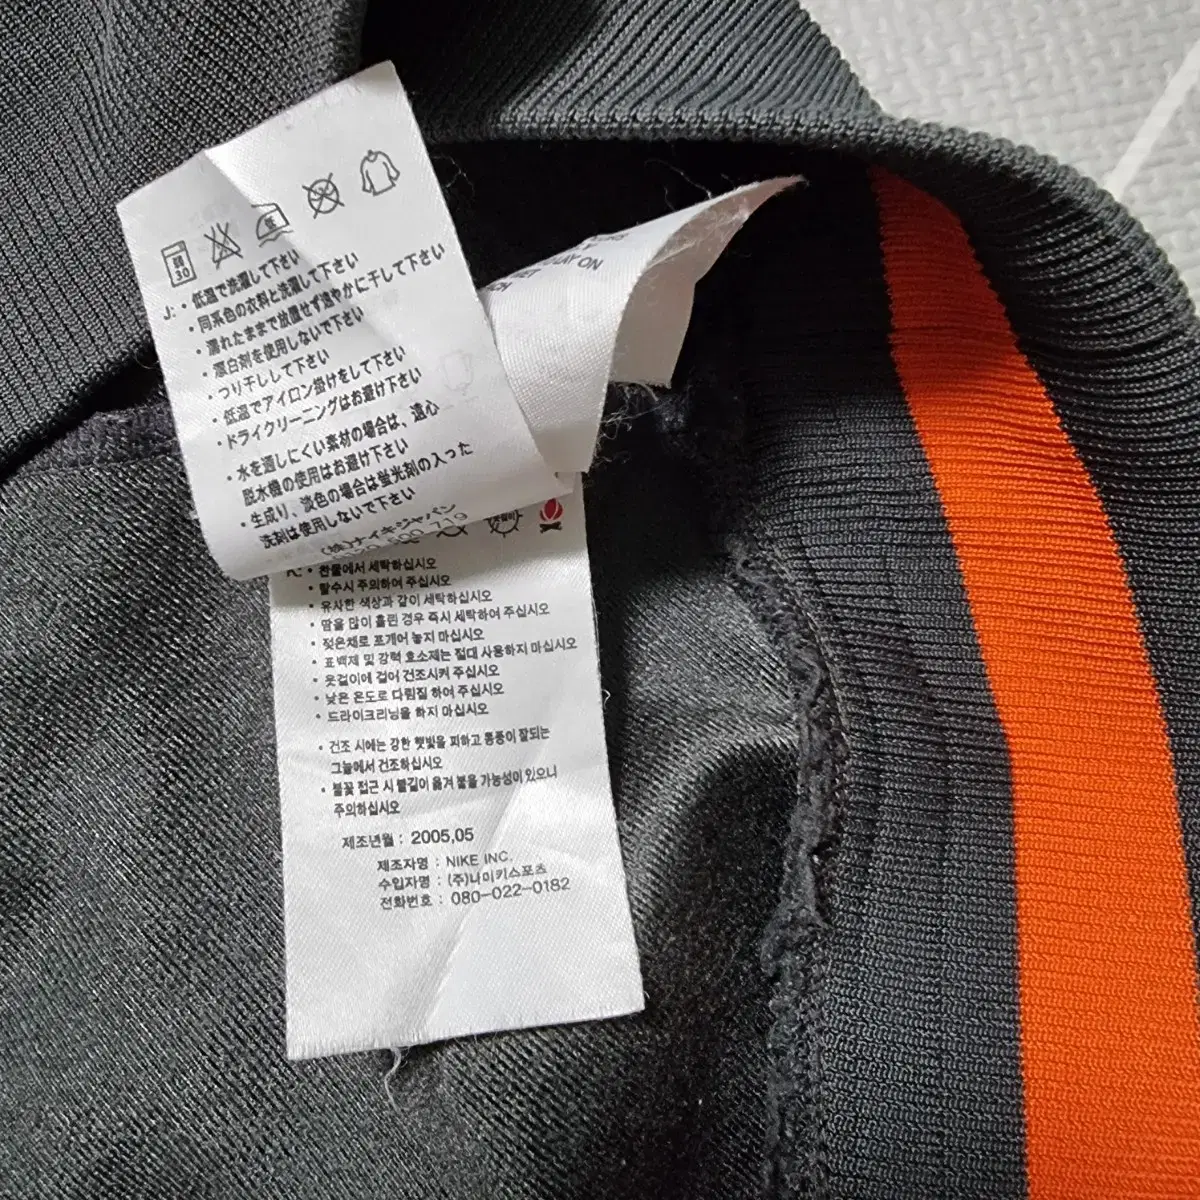 30
J: • 低温で洗濯して下さい
• 同系色の衣料と洗濯して下さい
• 濡れたままで放置せず速やかに干して下さい
• 漂白剤を使用しないで下さい
• つり干しして下さい
• 低温でアイロン掛けをして下さい
• ドライクリーニングはお避け下さい
• 水を通しにくい素材の場合は、遠心
脱水機の使用はお避け下さい
• 生成り、淡色の場合は蛍光剤の入った
洗剤は使用しないで下さい
(株)ナイキジャパン
LAY ON
K: • 찬물에서 세탁하십시오
• 탈수시 주의하여 주십시오
• 유사한 색상과 같이 세탁하십시오
• 땀을 많이 흘린 경우 즉시 세탁하여 주십시오
• 젖은채로 포개어 놓지 마십시오
• 표백제 및 강력 효소제는 절대 사용하지 마십시오
• 옷걸이에 걸어 건조시켜 주십시오
• 낮은 온도로 다림질 하여 주십시오
• 드라이크리닝을 하지 마십시오
• 건조 시에는 강한 햇빛을 피하고 통풍이 잘되는
그늘에서 건조하십시오
• 불꽃 접근 시 불길이 옮겨 붙을 가능성이 있으니
주의하십시오
제조년월 : 2005,05
제조자명 : NIKE INC.
수입자명 : (주)나이키스포츠
전화번호 : 080-022-0182